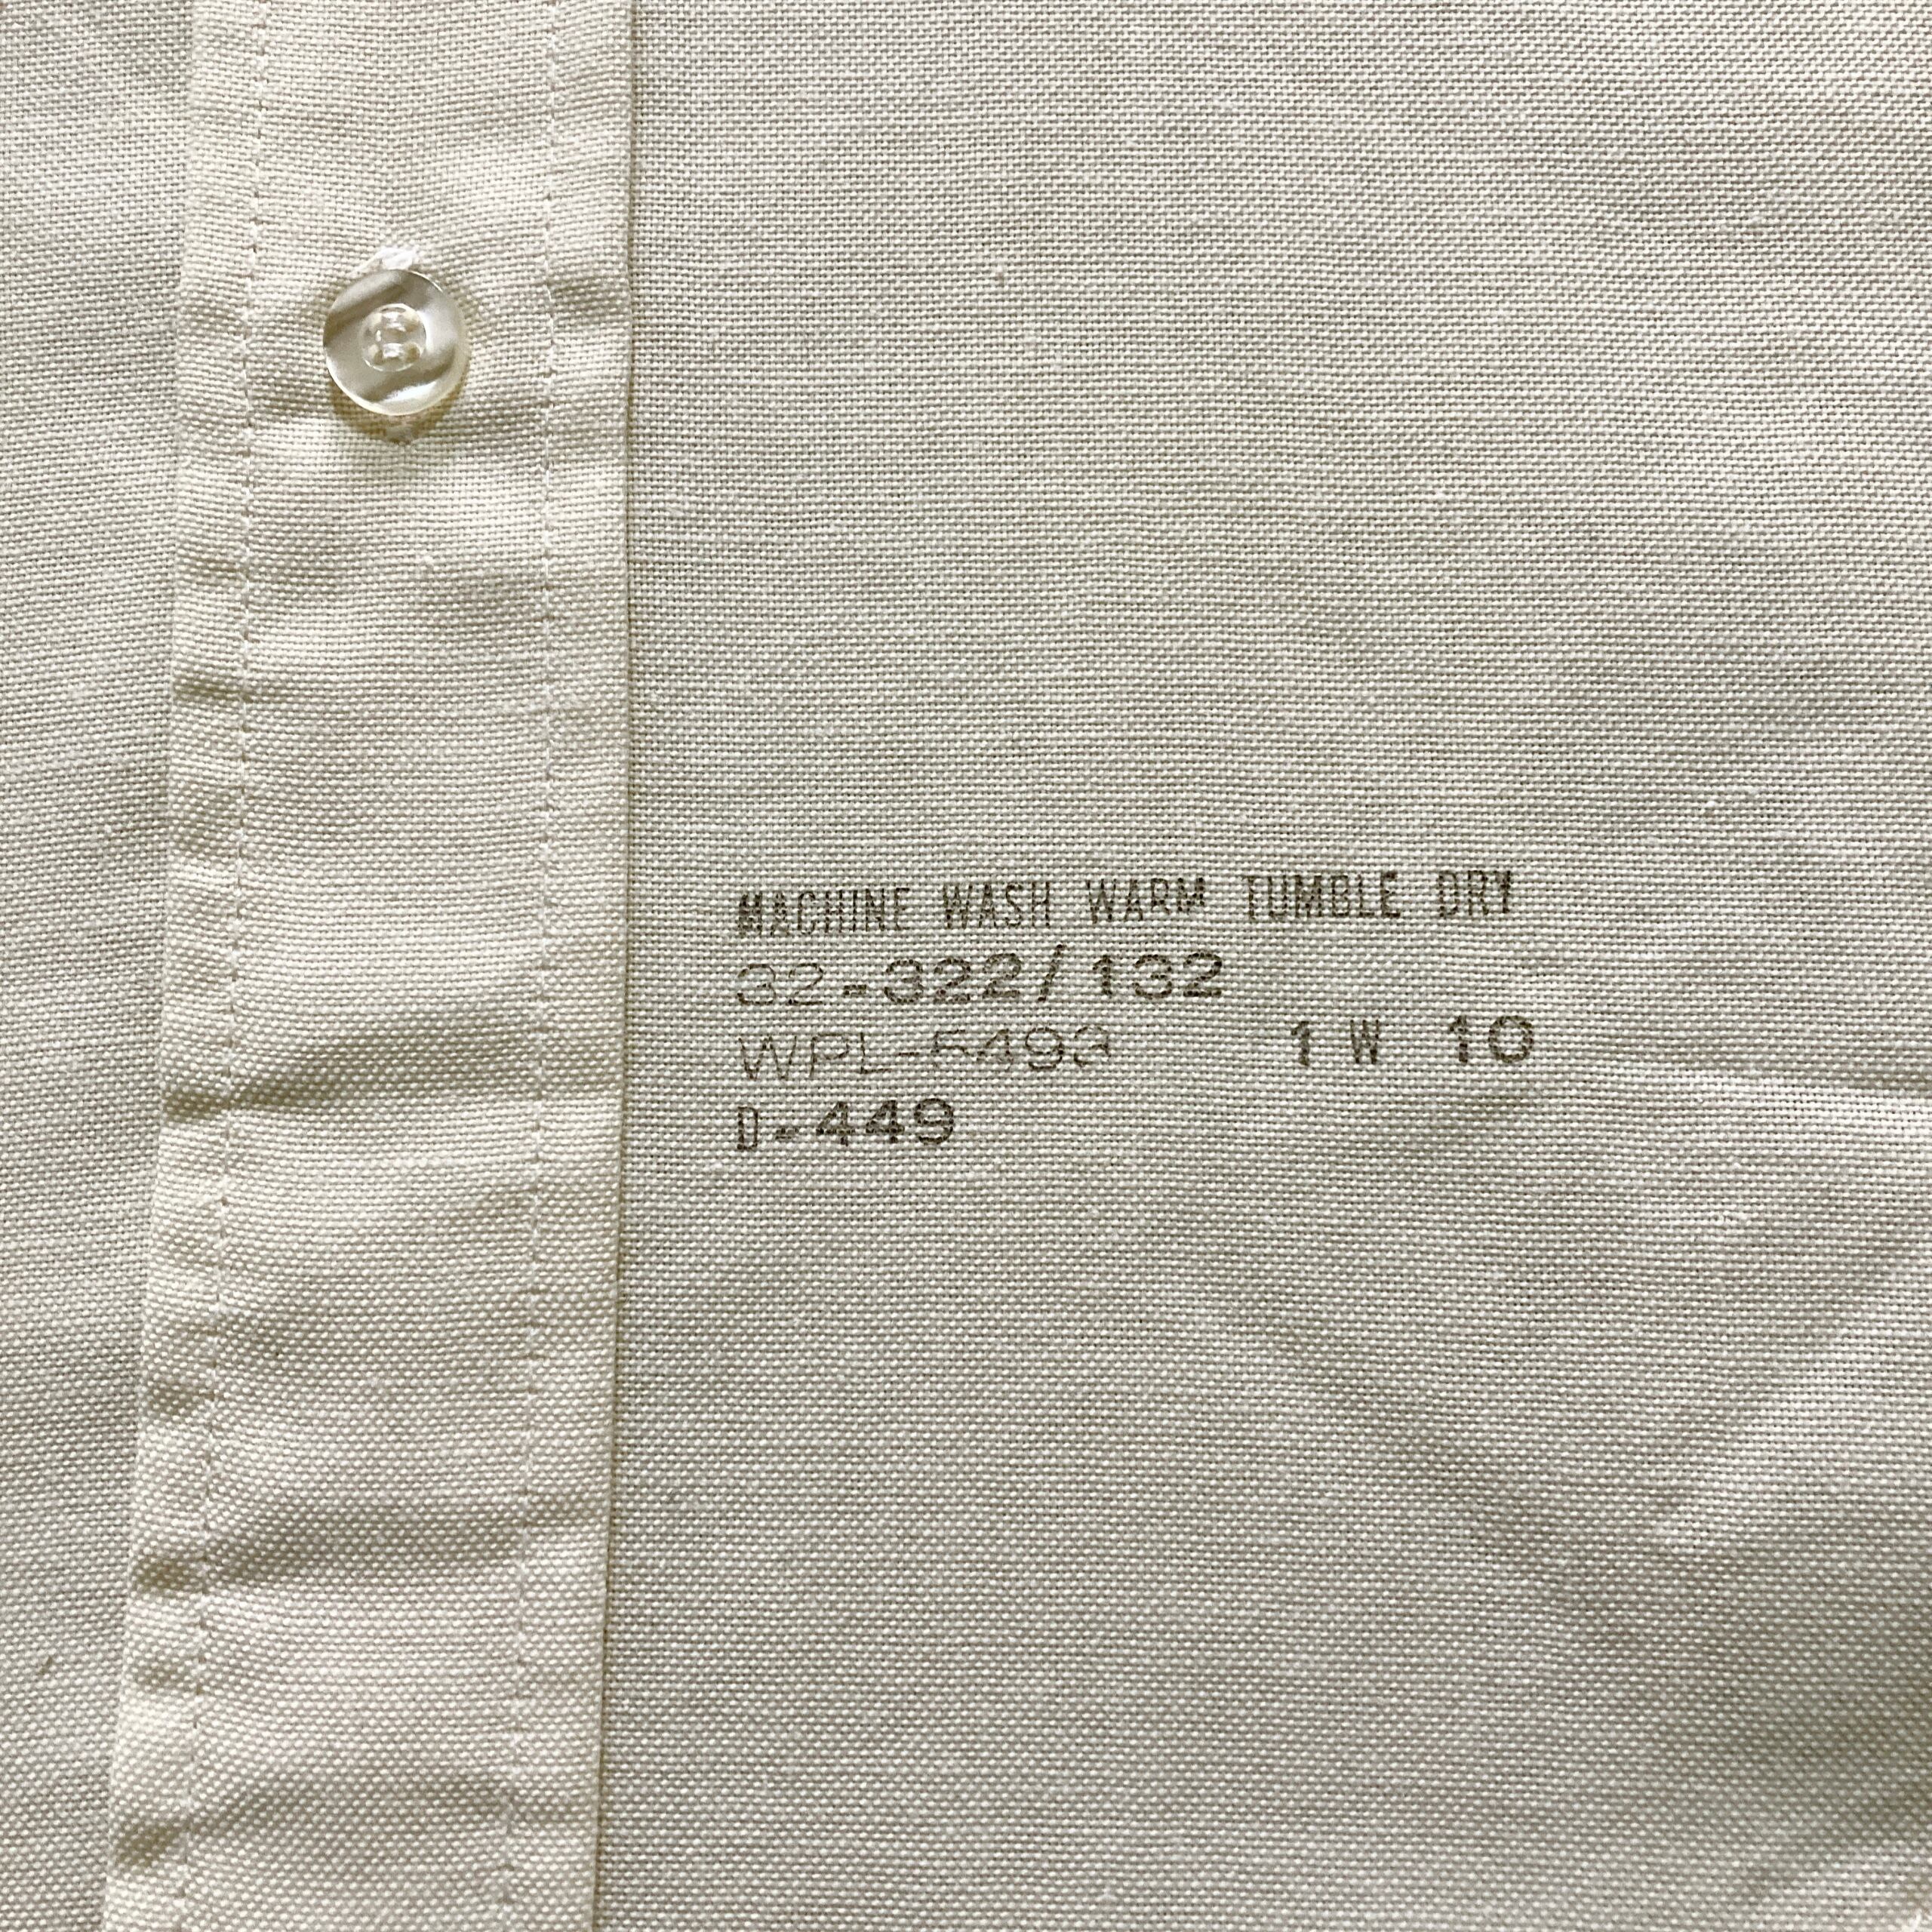 MACHINE WASH WARM TUMBLE DRY
32-322/132
WPL-5493 1 W 10
D-449